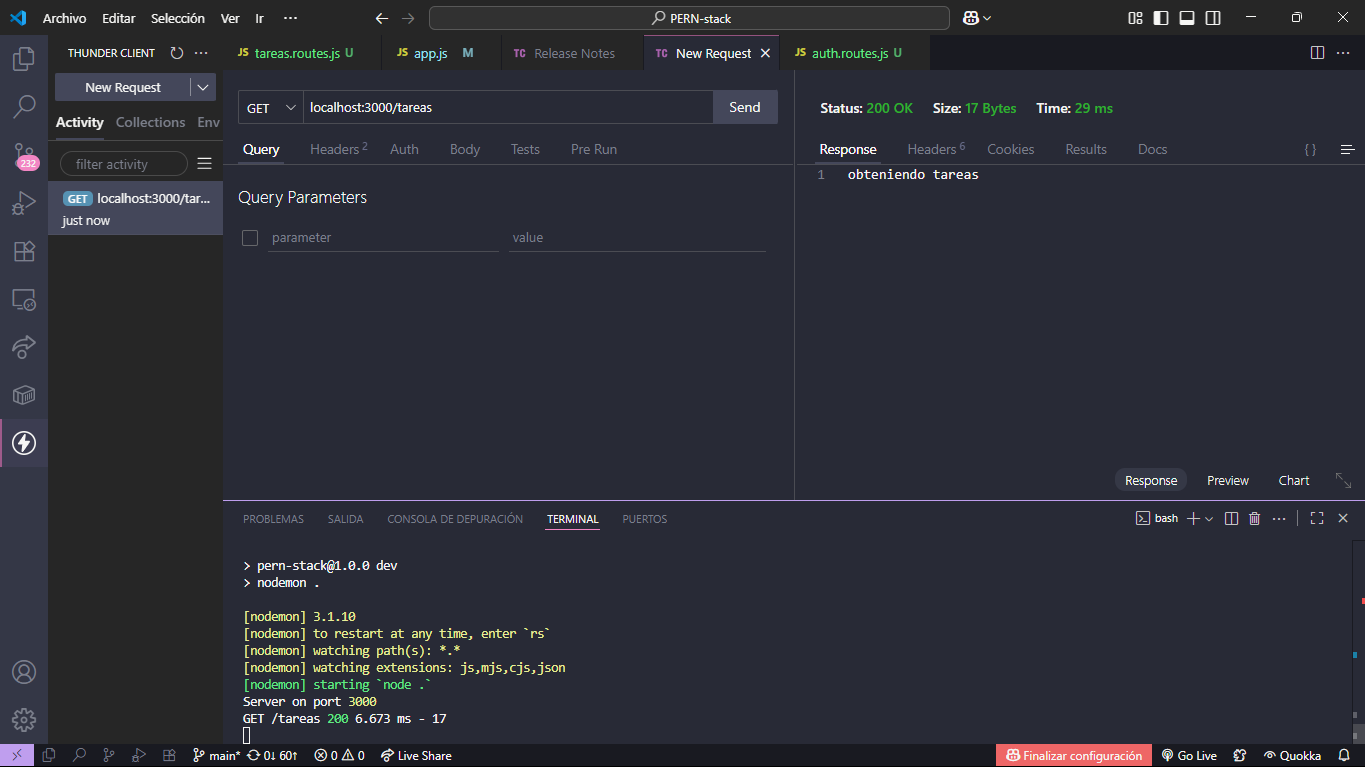 Archivo Editar Selección Ver Ir ··· PERN-stack
THUNDER CLIENT ···
JS tareas.routes.js U JS app.js M TC Release Notes TC New Request JS auth.routes.js U ···
New Request
Activity Collections Env
filter activity
GET localhost:3000/tar...
just now
GET localhost:3000/tareas Send
Query Headers 2 Auth Body Tests Pre Run
Query Parameters
parameter value
Status: 200 OK Size: 17 Bytes Time: 29 ms
Response Headers 6 Cookies Results Docs { }
1 obteniendo tareas
Response Preview Chart
232
PROBLEMAS SALIDA CONSOLA DE DEPURACIÓN TERMINAL PUERTOS bash ···
> pern-stack@1.0.0 dev
> nodemon .
[nodemon] 3.1.10
[nodemon] to restart at any time, enter `rs`
[nodemon] watching path(s): *.*
[nodemon] watching extensions: js,mjs,cjs,json
[nodemon] starting `node .`
Server on port 3000
GET /tareas 200 6.673 ms - 17
main* 0↓ 60↑ 0 0 Live Share Finalizar configuración Go Live Quokka